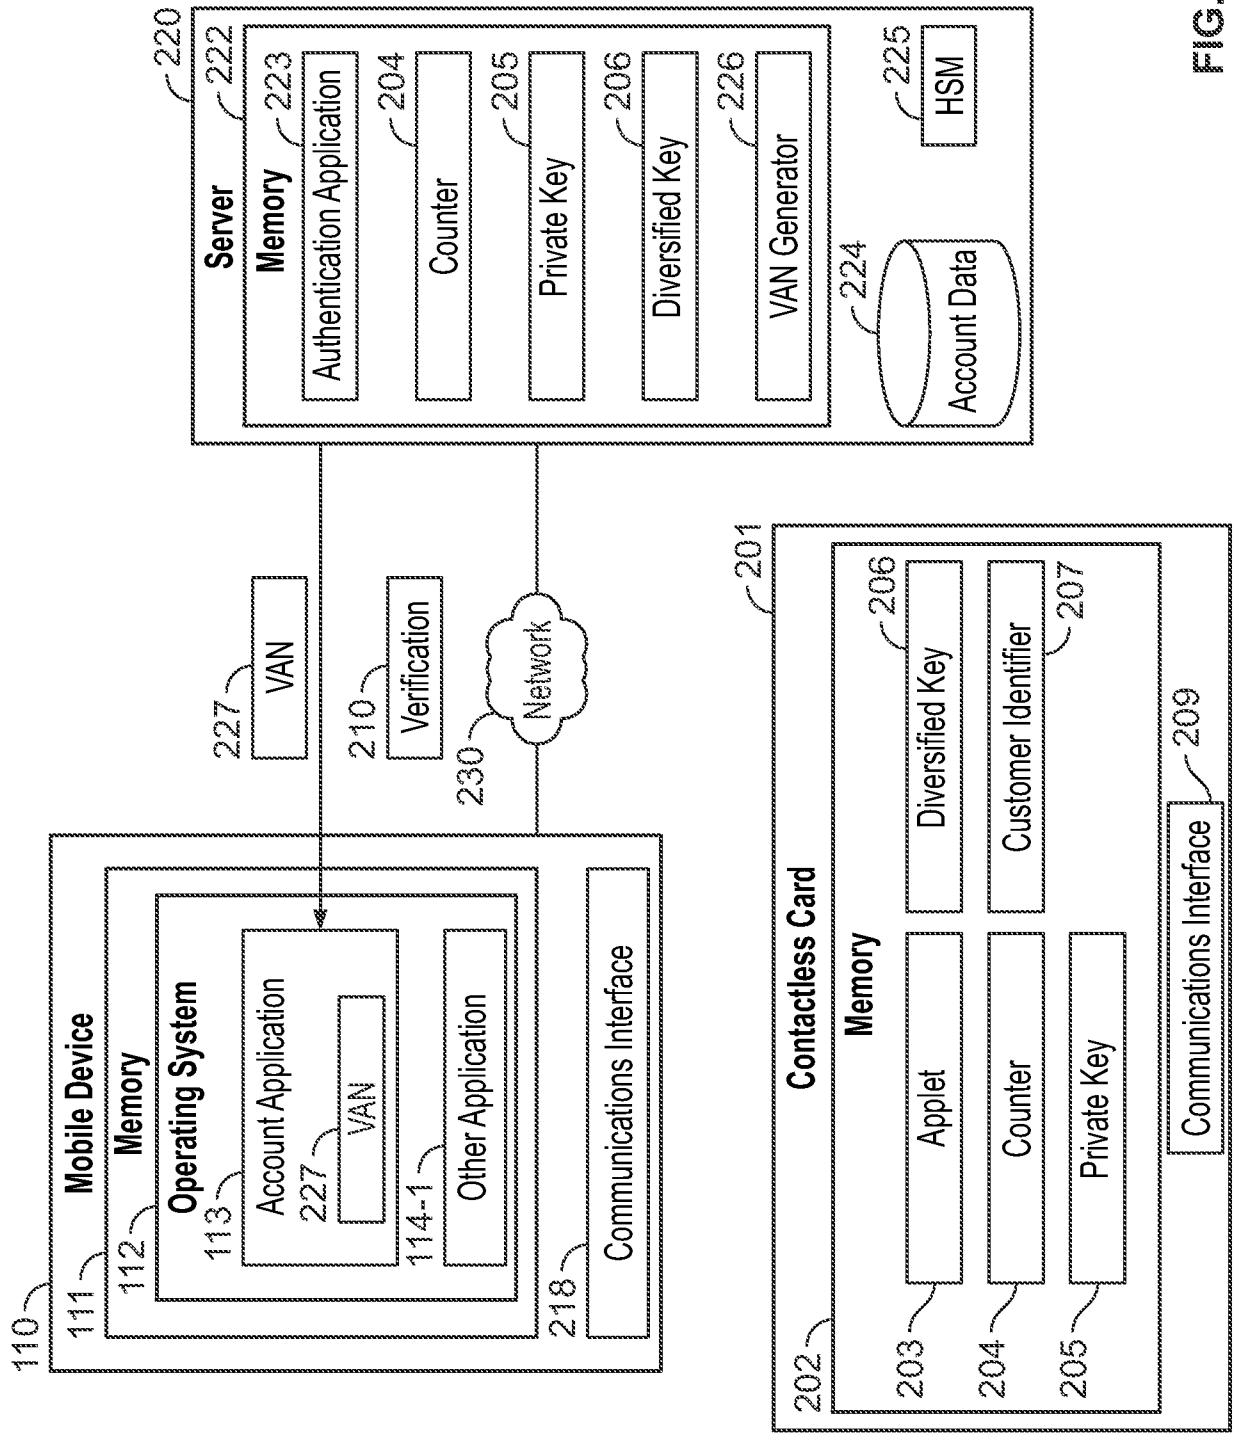 110
Mobile Device
111
Memory
112
Operating System
113
Account Application
227
VAN
114-1
Other Application
218
Communications Interface
227
VAN
210
Verification
230
Network
220
Server
222
Memory
223
Authentication Application
204
Counter
205
Private Key
206
Diversified Key
226
VAN Generator
224
Account Data
225
HSM
201
Contactless Card
202
Memory
203
Applet
204
Counter
205
Private Key
206
Diversified Key
Customer Identifier
207
Communications Interface
209
FIG.